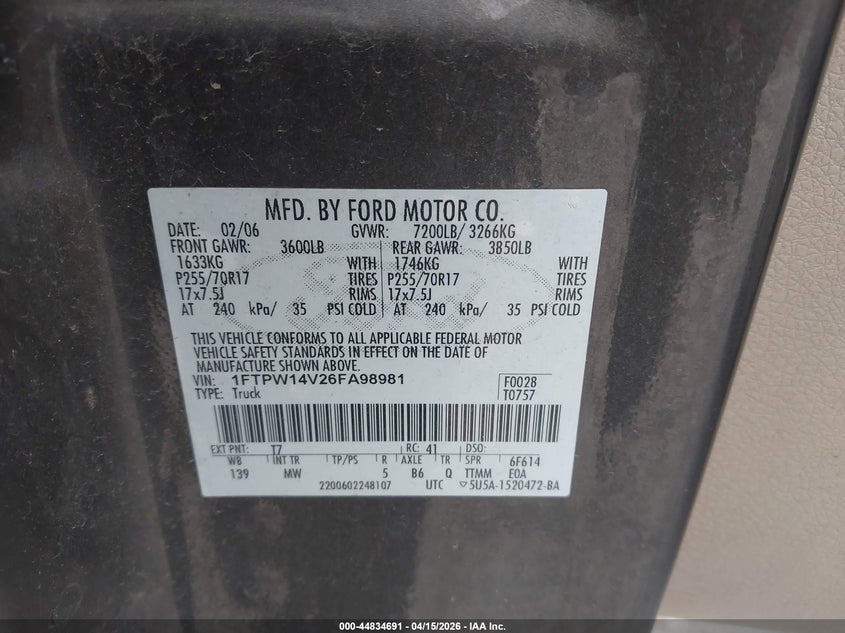 MFD. BY FORD MOTOR CO.
DATE: 02/06 GVWR: 7200LB/ 3266KG
FRONT GAWR: 3600LB REAR GAWR: 3850LB
1633KG WITH 1746KG WITH
P255/70R17 TIRES P255/70R17 TIRES
17x7.5J RIMS 17x7.5J RIMS
AT 240 kPa/ 35 PSI COLD AT 240 kPa/ 35 PSI COLD
THIS VEHICLE CONFORMS TO ALL APPLICABLE FEDERAL MOTOR
VEHICLE SAFETY STANDARDS IN EFFECT ON THE DATE OF
MANUFACTURE SHOWN ABOVE.
VIN: 1FTPW14V26FA98981 F0028
TYPE: Truck T0757
EXT PNT: T7 RC: 41 DSO:
WB INT TR TP/PS R AXLE TR SPR 6F614
139 MW 5 B6 Q TTMM E0A
2200602248107 UTC ▽5U5A-1520472-BA
000-44834691 - 04/15/2026 - IAA Inc.